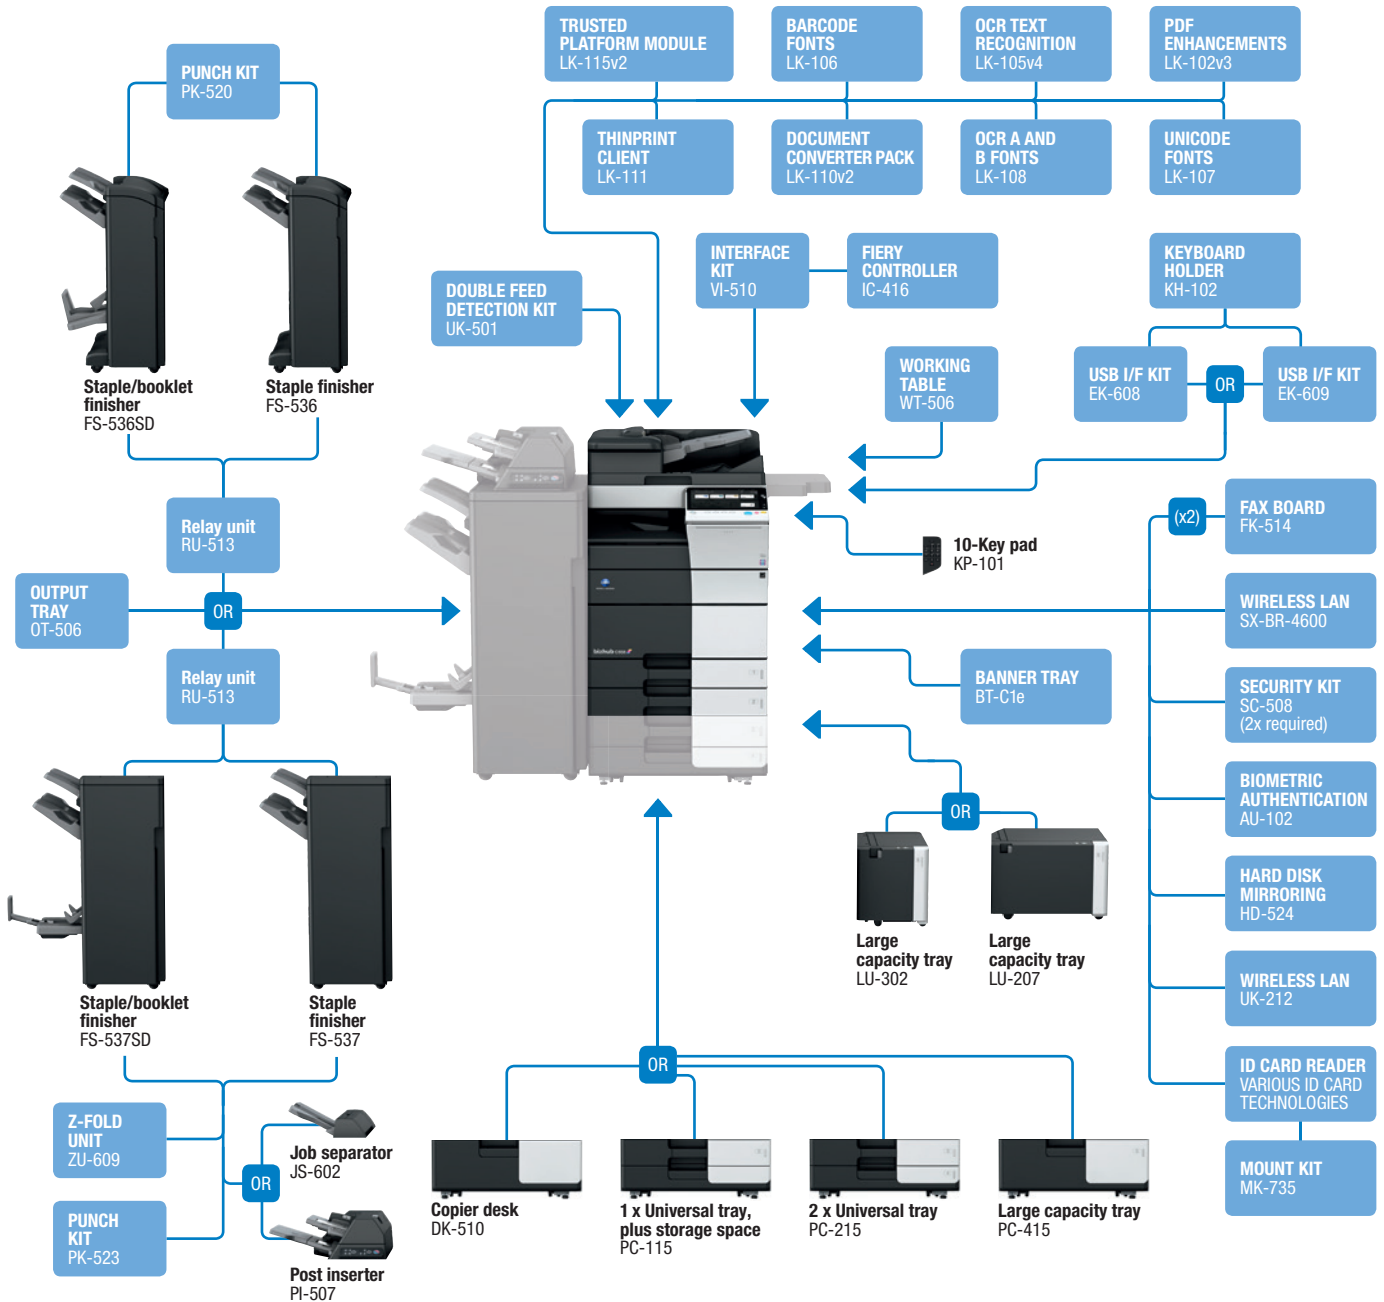 TRUSTED
PLATFORM MODULE
LK-115v2
BARCODE
FONTS
LK-106
OCR TEXT
RECOGNITION
LK-105v4
PDF
ENHANCEMENTS
LK-102v3
PUNCH KIT
PK-520
THINPRINT
CLIENT
LK-111
DOCUMENT
CONVERTER PACK
LK-110v2
OCR A AND
B FONTS
LK-108
UNICODE
FONTS
LK-107
INTERFACE
KIT
VI-510
FIERY
CONTROLLER
IC-416
KEYBOARD
HOLDER
KH-102
DOUBLE FEED
DETECTION KIT
UK-501
WORKING
TABLE
WT-506
USB I/F KIT
EK-608
OR
USB I/F KIT
EK-609
Staple/booklet
finisher
FS-536SD
Staple finisher
FS-536
Relay unit
RU-513
(x2)
FAX BOARD
FK-514
10-Key pad
KP-101
OUTPUT
TRAY
OT-506
OR
WIRELESS LAN
SX-BR-4600
Relay unit
RU-513
bizhub
BANNER TRAY
BT-C1e
SECURITY KIT
SC-508
(2x required)
BIOMETRIC
AUTHENTICATION
AU-102
OR
HARD DISK
MIRRORING
HD-524
Large
capacity tray
LU-302
Large
capacity tray
LU-207
WIRELESS LAN
UK-212
Staple/booklet
finisher
FS-537SD
Staple
finisher
FS-537
OR
ID CARD READER
VARIOUS ID CARD
TECHNOLOGIES
Z-FOLD
UNIT
ZU-609
Job separator
JS-602
OR
MOUNT KIT
MK-735
PUNCH
KIT
PK-523
Post inserter
PI-507
Copier desk
DK-510
1 x Universal tray,
plus storage space
PC-115
2 x Universal tray
PC-215
Large capacity tray
PC-415